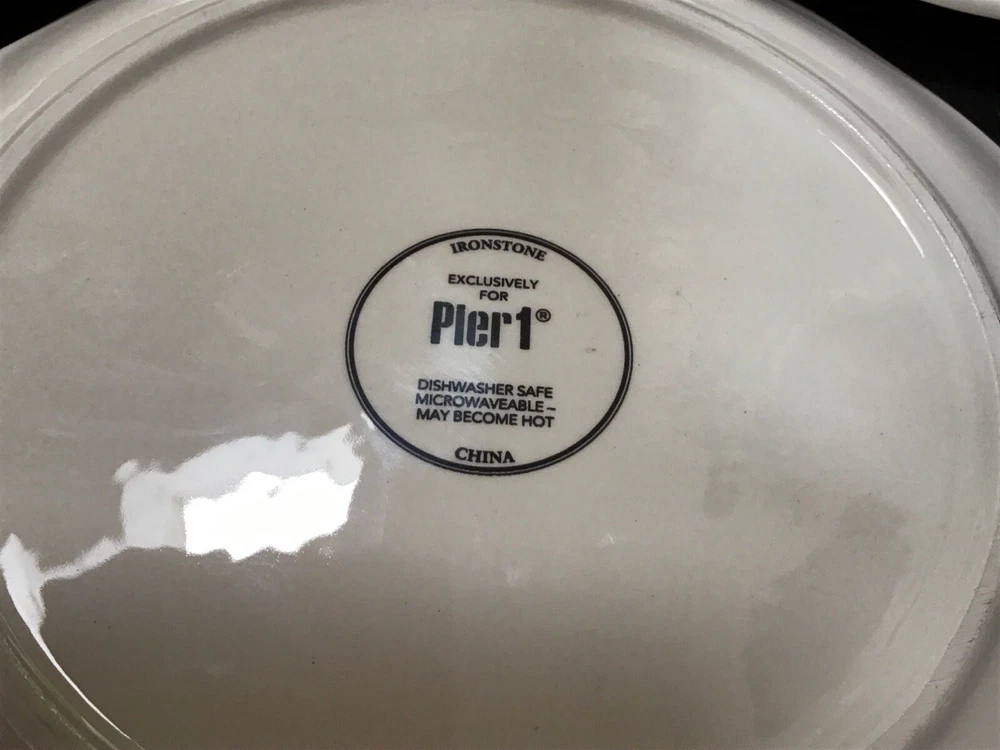 IRONSTONE
EXCLUSIVELY
FOR
Pier1®
DISHWASHER SAFE
MICROWAVEABLE –
MAY BECOME HOT
CHINA